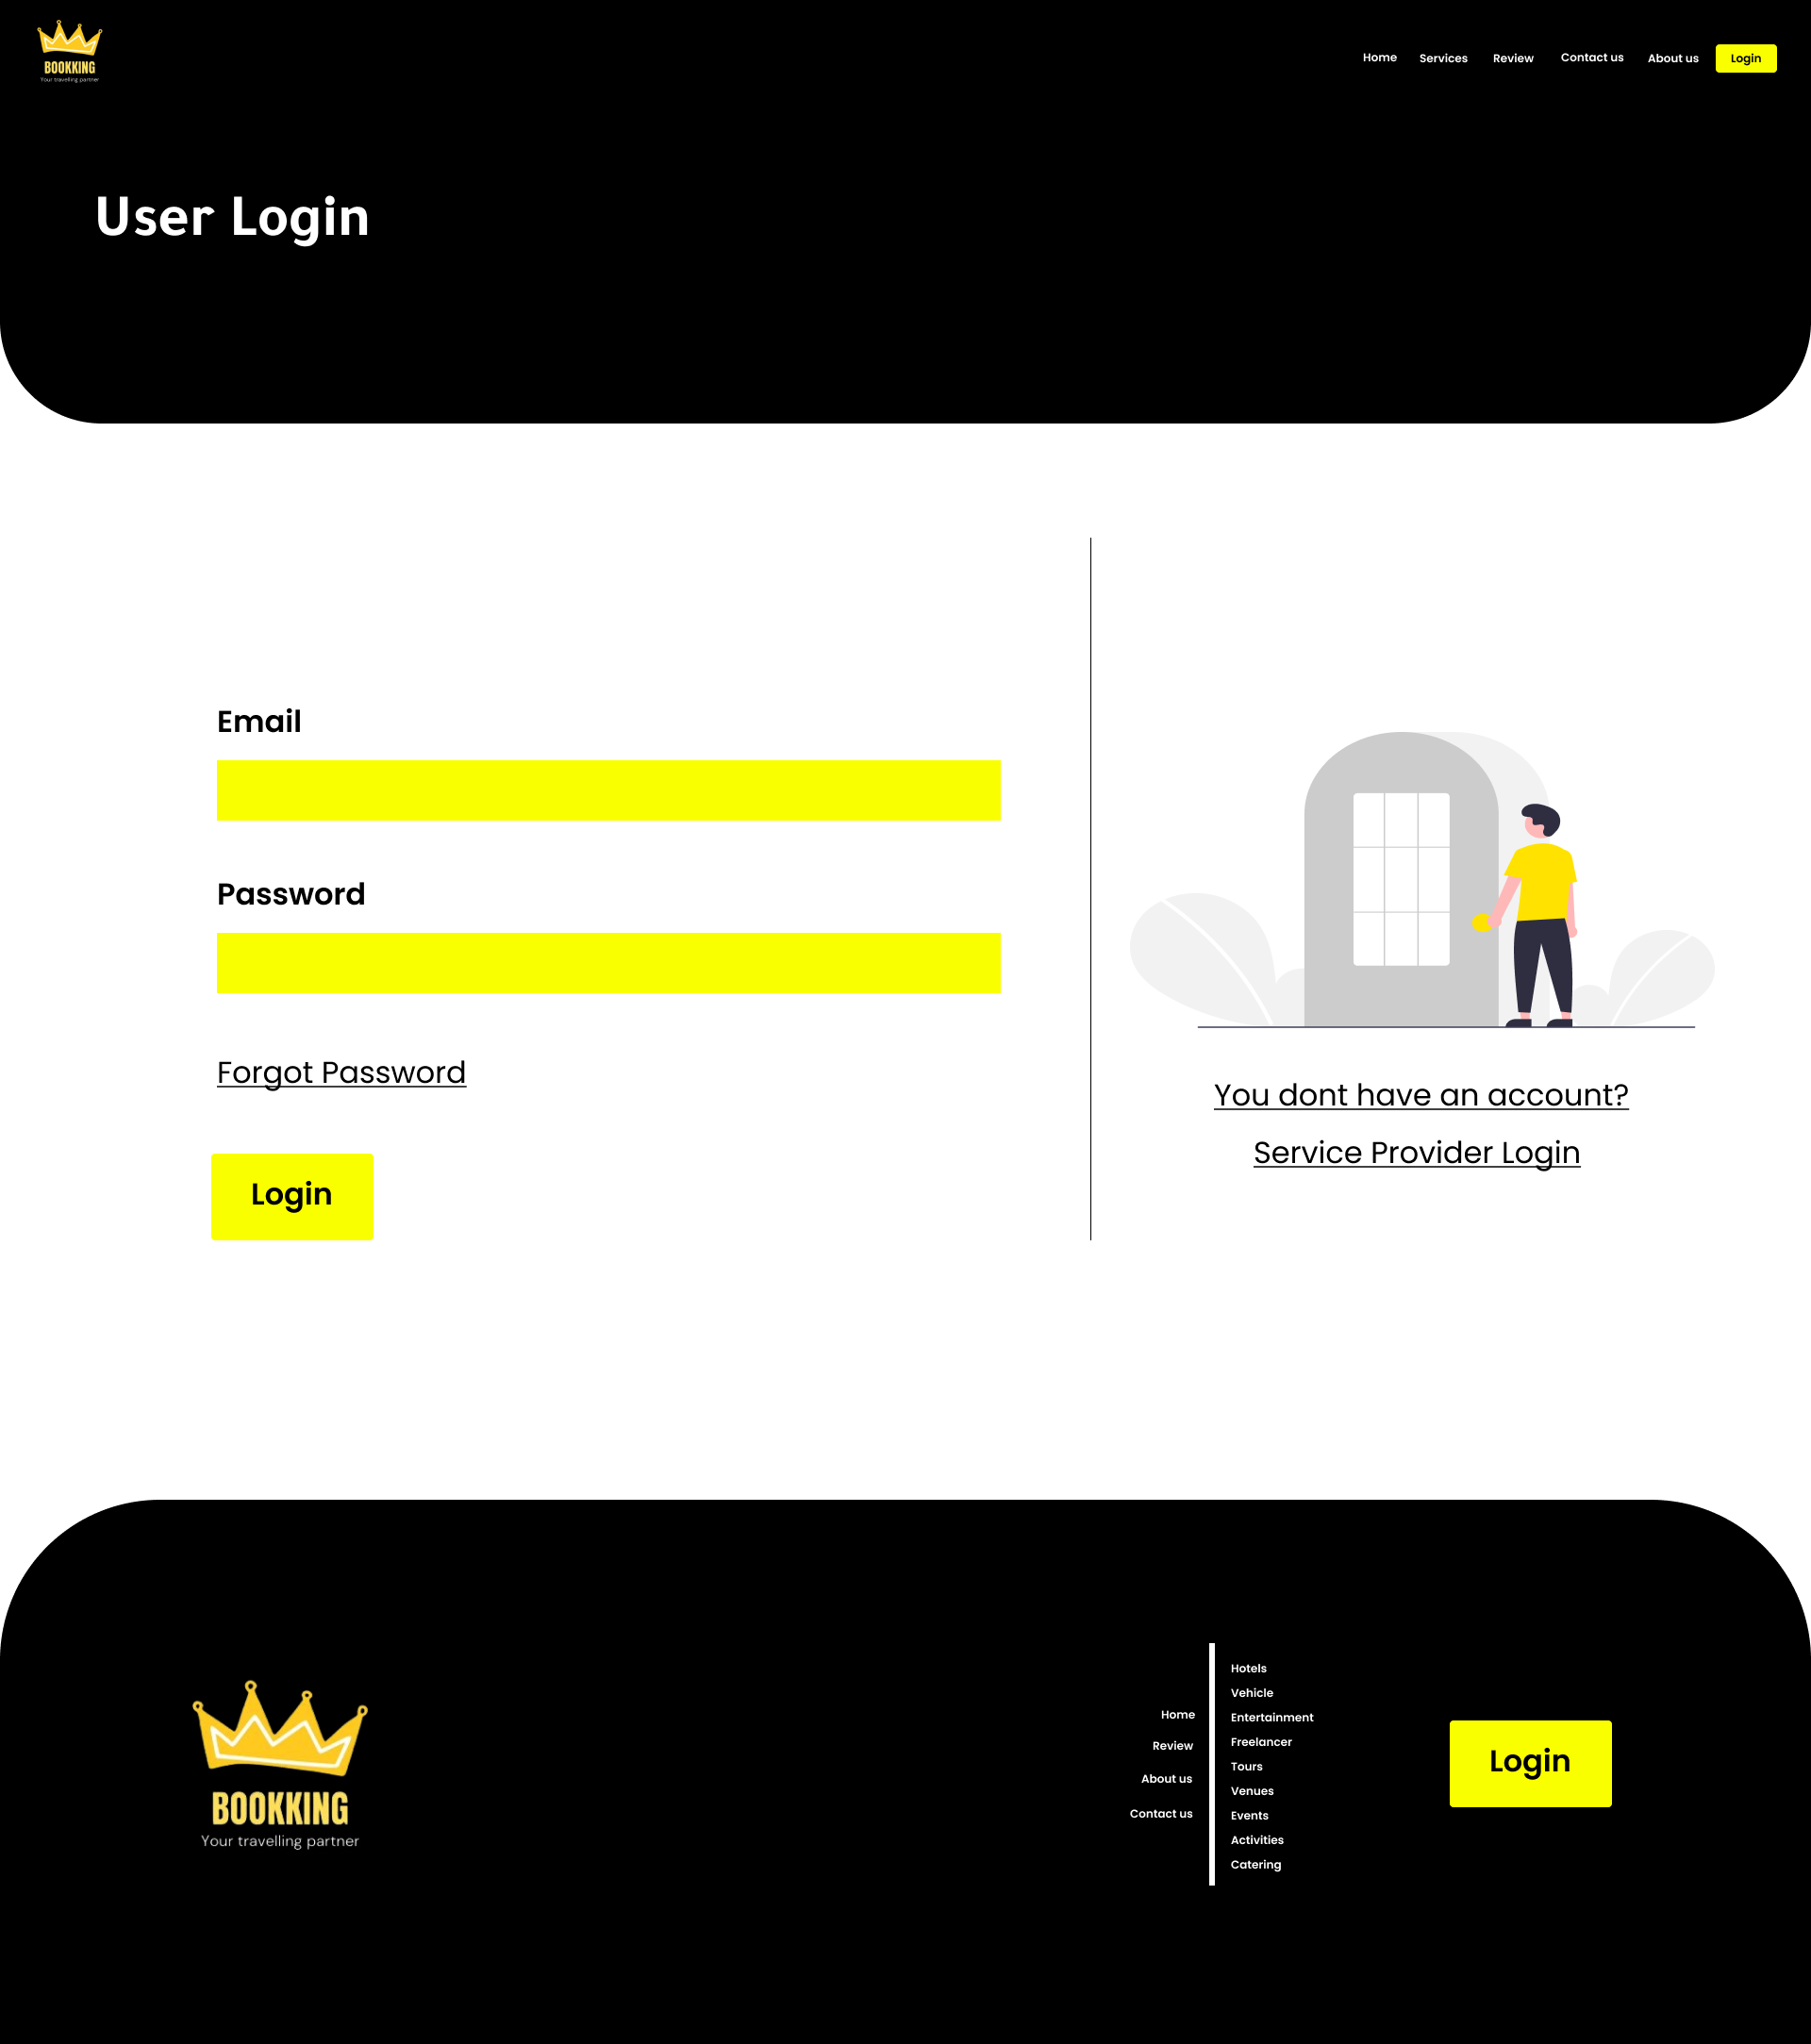 BOOKKING
Your travelling partner
Home Services Review Contact us About us Login
User Login
Email
Password
Forgot Password
Login
You dont have an account?
Service Provider Login
BOOKKING
Your travelling partner
Home
Review
About us
Contact us
Hotels
Vehicle
Entertainment
Freelancer
Tours
Venues
Events
Activities
Catering
Login